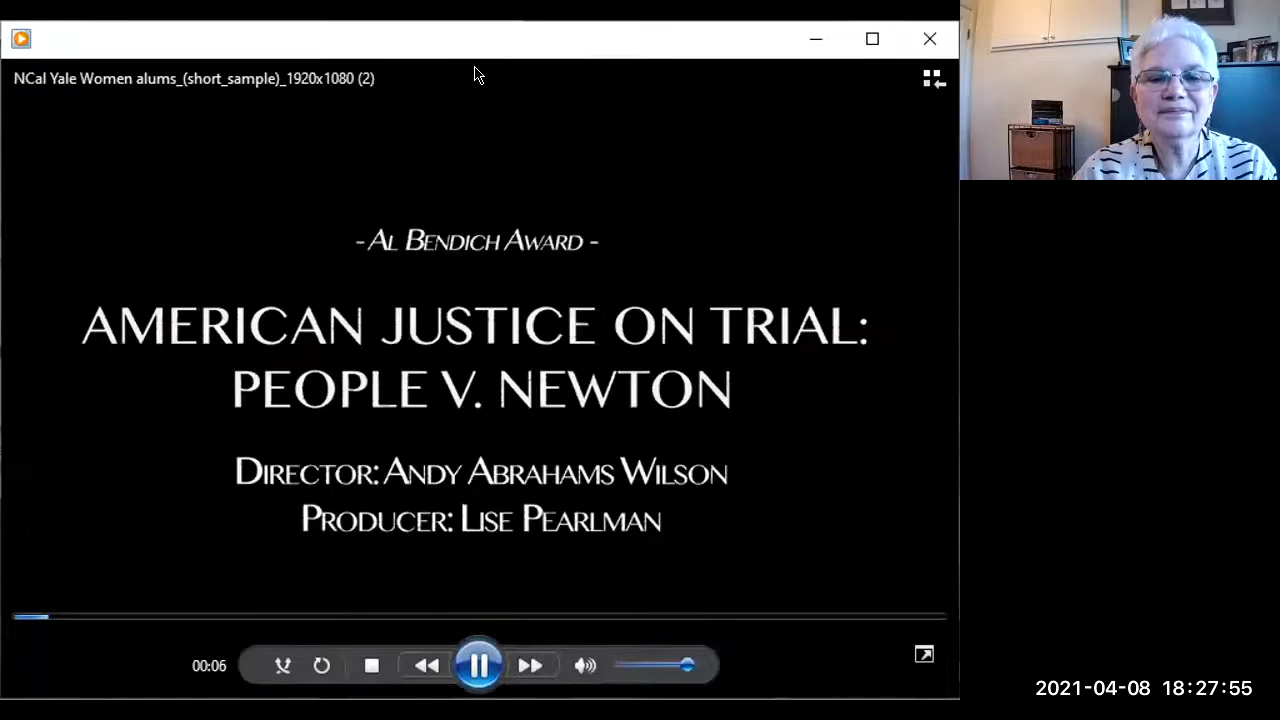 NCal Yale Women alums_(short_sample)_1920x1080 (2)
- AL BENDICH AWARD -
AMERICAN JUSTICE ON TRIAL:
PEOPLE V. NEWTON
DIRECTOR: ANDY ABRAHAMS WILSON
PRODUCER: LISE PEARLMAN
00:06
2021-04-08 18:27:55